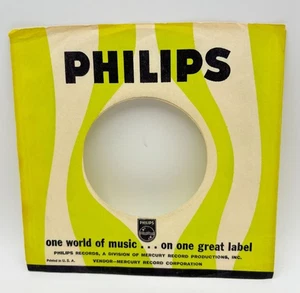 PHILIPS
PHILIPS
one world of music . . . on one great label
PHILIPS RECORDS, A DIVISION OF MERCURY RECORD PRODUCTIONS, INC.
Printed in U. S. A.
VENDOR—MERCURY RECORD CORPORATION